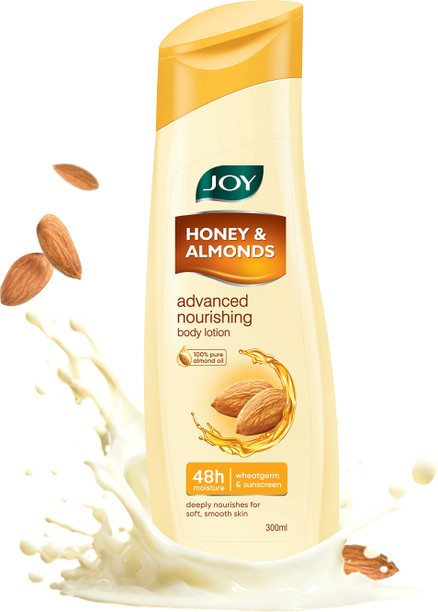 JOY
HONEY &
ALMONDS
advanced
nourishing
body lotion
100% pure
almond oil
48h
moisture
wheatgerm
& sunscreen
deeply nourishes for
soft, smooth skin
300ml